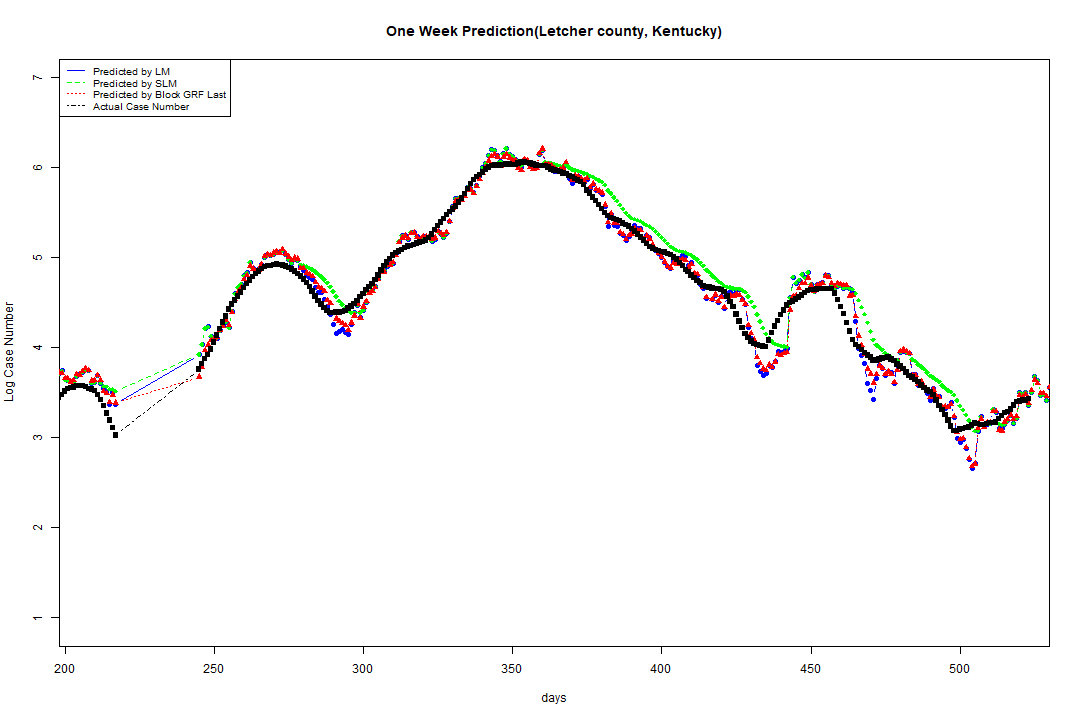 One Week Prediction(Letcher county, Kentucky)
Predicted by LM
Predicted by SLM
Predicted by Block GRF Last
Actual Case Number
7
6
5
4
3
2
1
Log Case Number
200 250 300 350 400 450 500
days